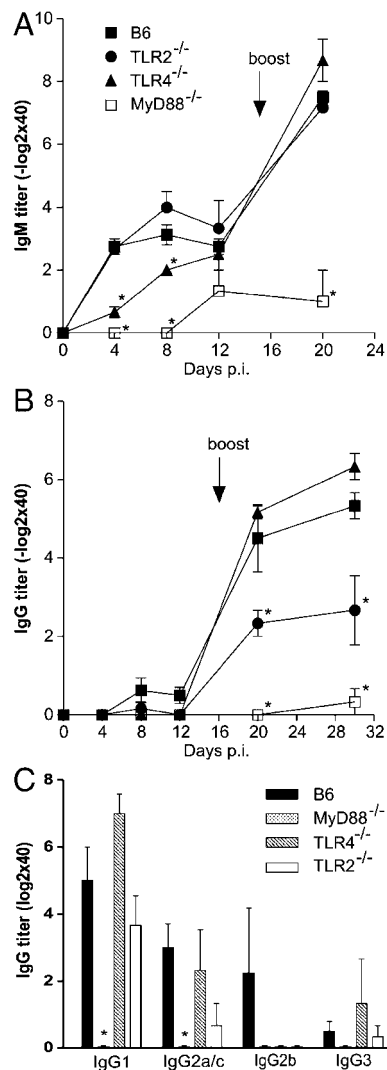 A
IgM titer (-log2x40)
10
8
6
4
2
0
B6
TLR2-/-
TLR4-/-
MyD88-/-
boost
*
*
*
*
*
0 4 8 12 16 20 24
Days p.i.
B
IgG titer (-log2x40)
8
6
4
2
0
boost
*
*
*
*
0 4 8 12 16 20 24 28 32
Days p.i.
C
IgG titer (log2x40)
8
6
4
2
0
B6
MyD88-/-
TLR4-/-
TLR2-/-
*
*
IgG1 IgG2a/c IgG2b IgG3